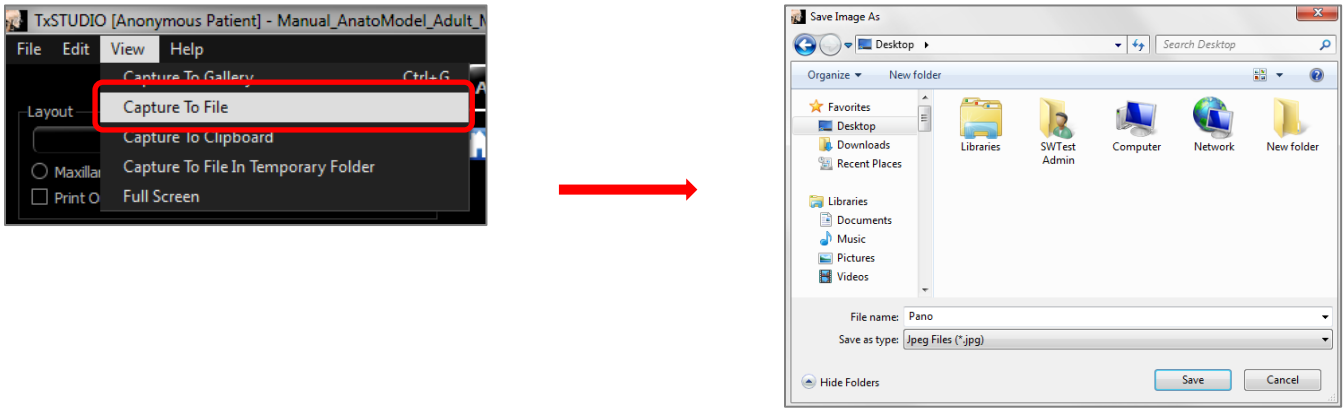 TxSTUDIO [Anonymous Patient] - Manual_AnatoModel_Adult_
File Edit View Help
Capture To Gallery Ctrl+G
Layout
Capture To File
Capture To Clipboard
Maxillar
Capture To File In Temporary Folder
Print O
Full Screen
Save Image As
Desktop
Search Desktop
Organize New folder
Favorites
Desktop
Downloads
Recent Places
Libraries
Documents
Music
Pictures
Videos
Libraries
SWTest
Admin
Computer
Network
New folder
File name: Pano
Save as type: Jpeg Files (*.jpg)
Hide Folders
Save
Cancel